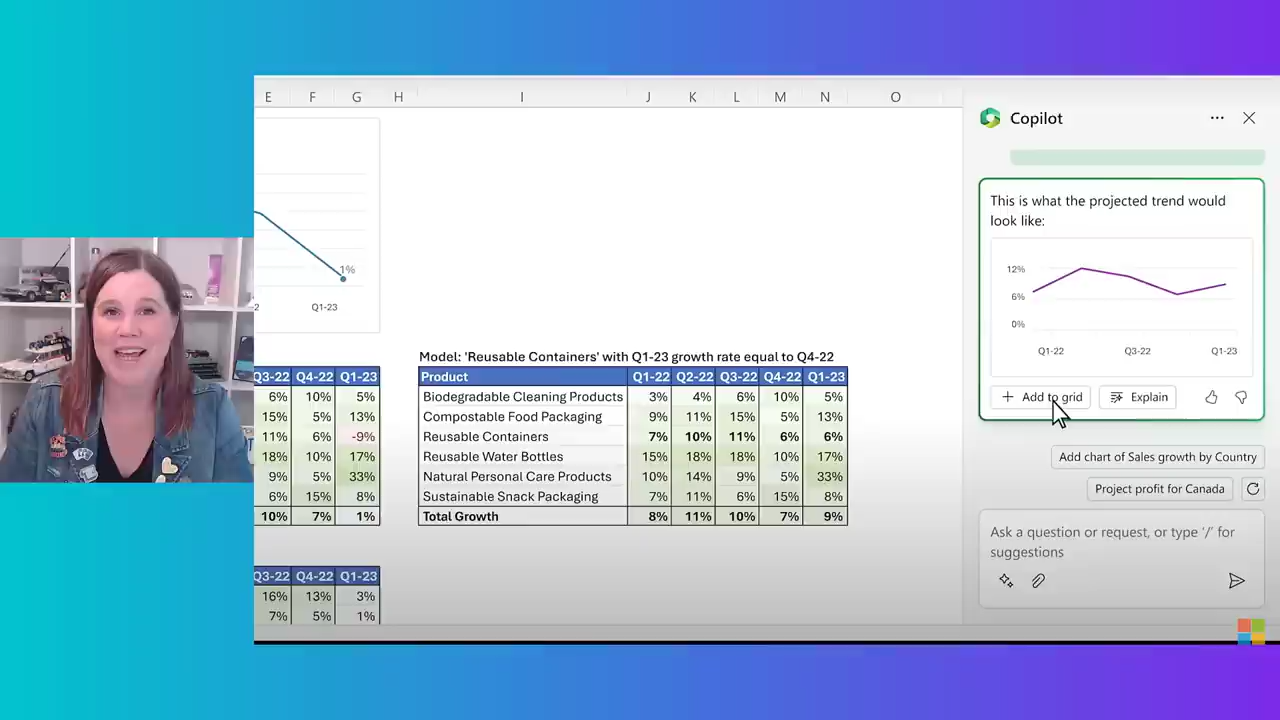 E F G H I J K L M N O
1%
2 Q1-23
Q3-22 Q4-22 Q1-23
6% 10% 5%
15% 5% 13%
11% 6% -9%
18% 10% 17%
9% 5% 33%
6% 15% 8%
10% 7% 1%
Q3-22 Q4-22 Q1-23
16% 13% 3%
7% 5% 1%
Model: 'Reusable Containers' with Q1-23 growth rate equal to Q4-22
Product Q1-22 Q2-22 Q3-22 Q4-22 Q1-23
Biodegradable Cleaning Products 3% 4% 6% 10% 5%
Compostable Food Packaging 9% 11% 15% 5% 13%
Reusable Containers 7% 10% 11% 6% 6%
Reusable Water Bottles 15% 18% 18% 10% 17%
Natural Personal Care Products 10% 14% 9% 5% 33%
Sustainable Snack Packaging 7% 11% 6% 15% 8%
Total Growth 8% 11% 10% 7% 9%
Copilot
This is what the projected trend would
look like:
12%
6%
0%
Q1-22 Q3-22 Q1-23
Add to grid Explain
Add chart of Sales growth by Country
Project profit for Canada
Ask a question or request, or type '/' for
suggestions